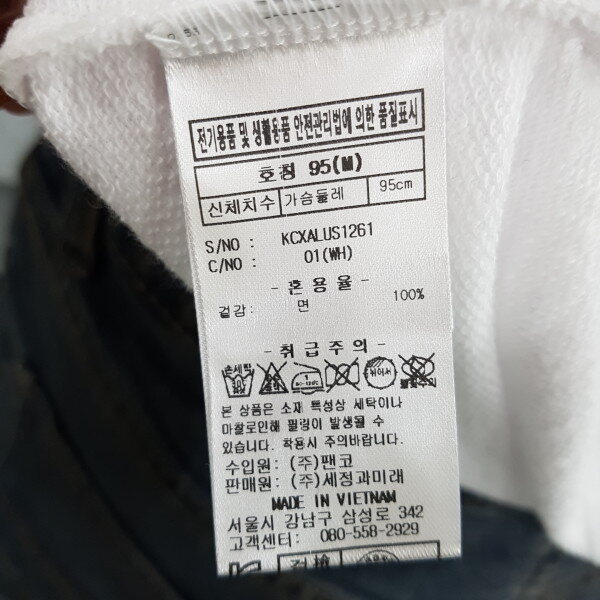 전기용품 및 생활용품 안전관리법에 의한 품질표시
호칭 95(M)
신체치수 가슴둘레 95cm
S/NO : KCXALUS1261
C/NO : 01(WH)
- 혼 용 율 -
겉감: 면 100%
- 취 급 주 의 -
손세탁
본 상품은 소재 특성상 세탁이나
마찰로인해 필링이 발생될 수
있습니다. 착용시 주의바랍니다.
수입원: (주)팬코
판매원: (주)세정과미래
MADE IN VIETNAM
서울시 강남구 삼성로 342
고객센터: 080-558-2929
검檢